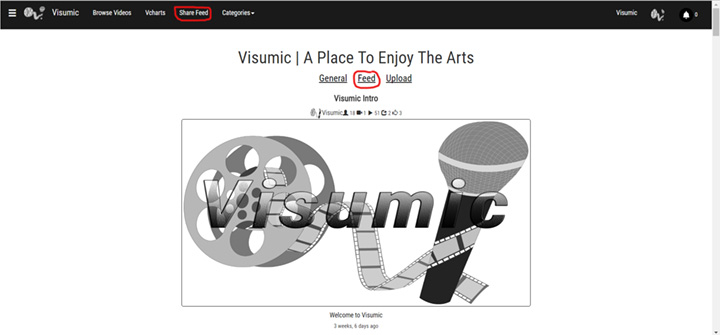 Visumic Browse Videos Vcharts Share Feed Categories Visumic 0
Visumic | A Place To Enjoy The Arts
General Feed Upload
Visumic Intro
Visumic 18 1 51 2 3
Visumic
Welcome to Visumic
3 weeks, 6 days ago